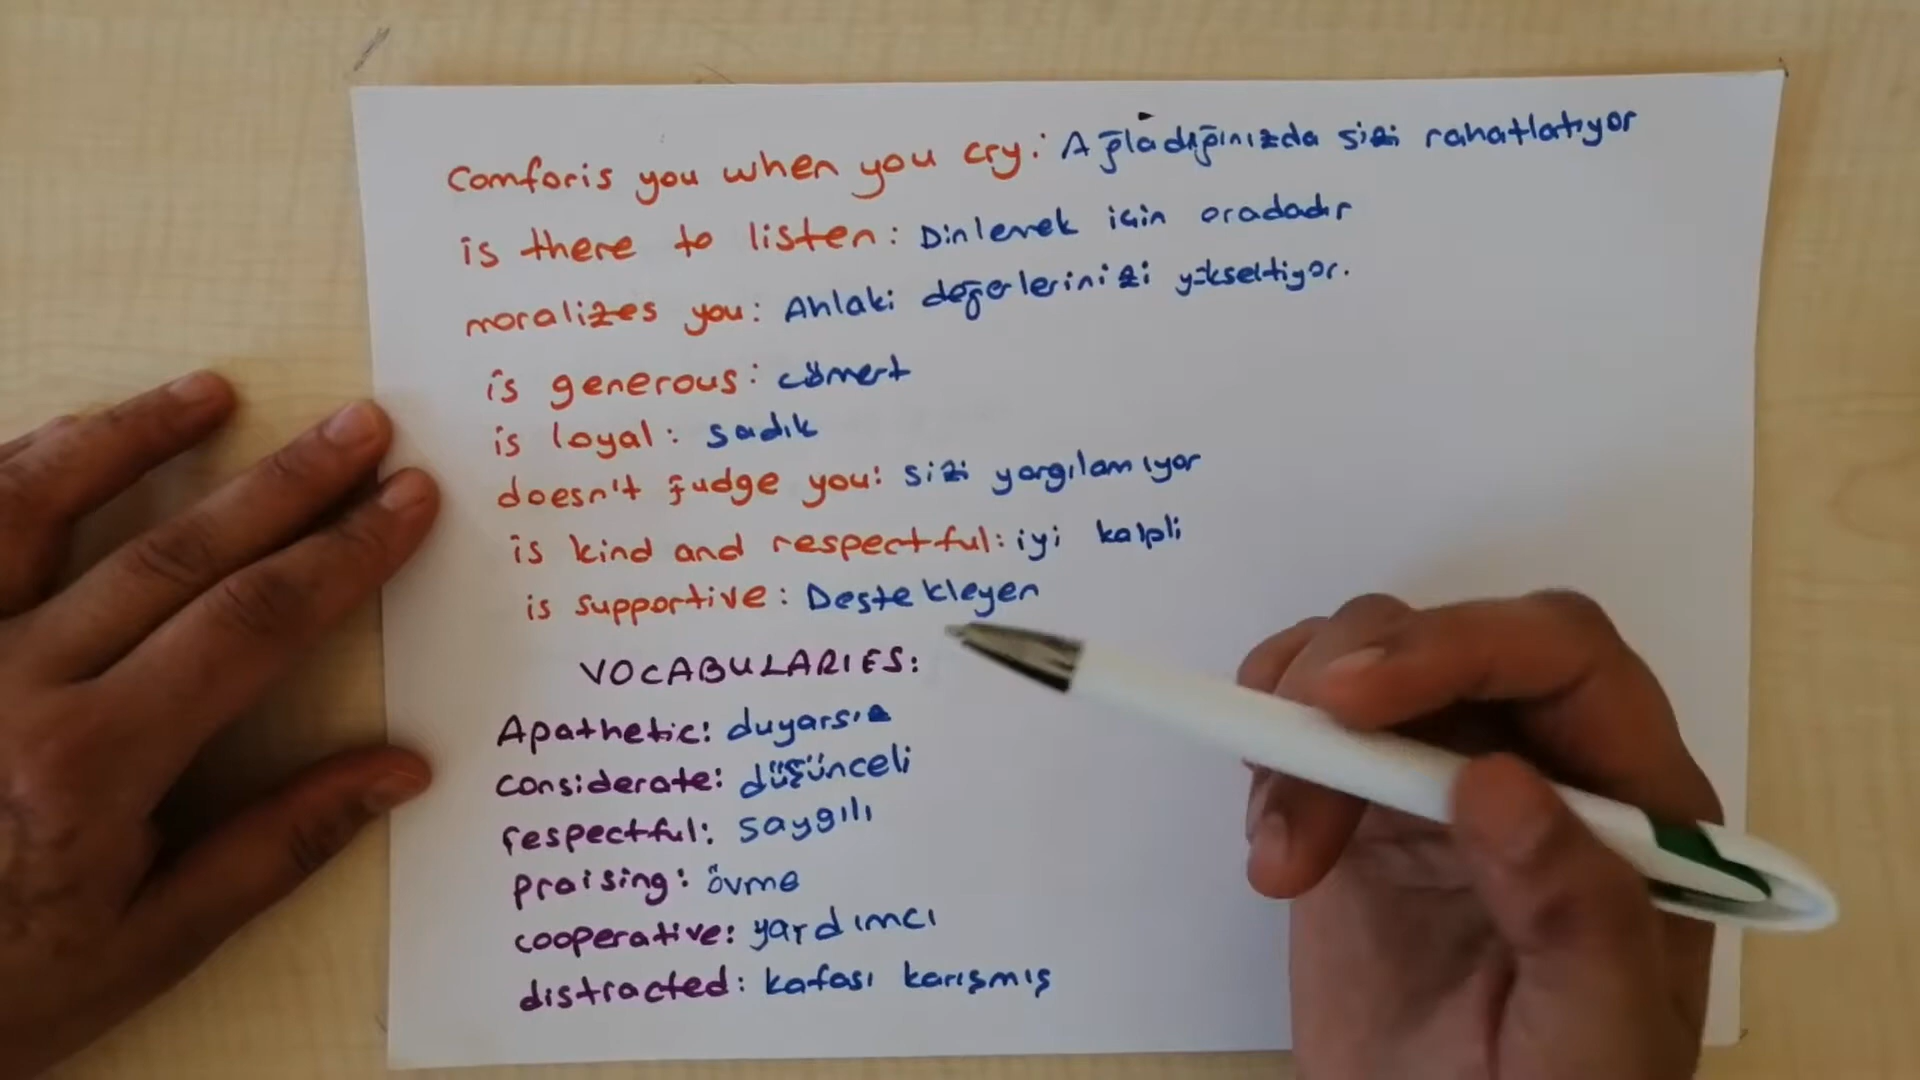 Comforis you when you cry: Ağladığınızda sizi rahatlatıyor
is there to listen: Dinlemek için oradadır
moralizes you: Ahlaki değerlerinizi yükseltiyor.
is generous: cömert
is loyal: sadık
doesn't judge you: sizi yargılamıyor
is kind and respectful: iyi kalpli
is supportive: Destekleyen
VOCABULARIES:
Apathetic: duyarsız
considerate: düşünceli
respectful: saygılı
praising: övme
cooperative: yardımcı
distracted: kafası karışmış